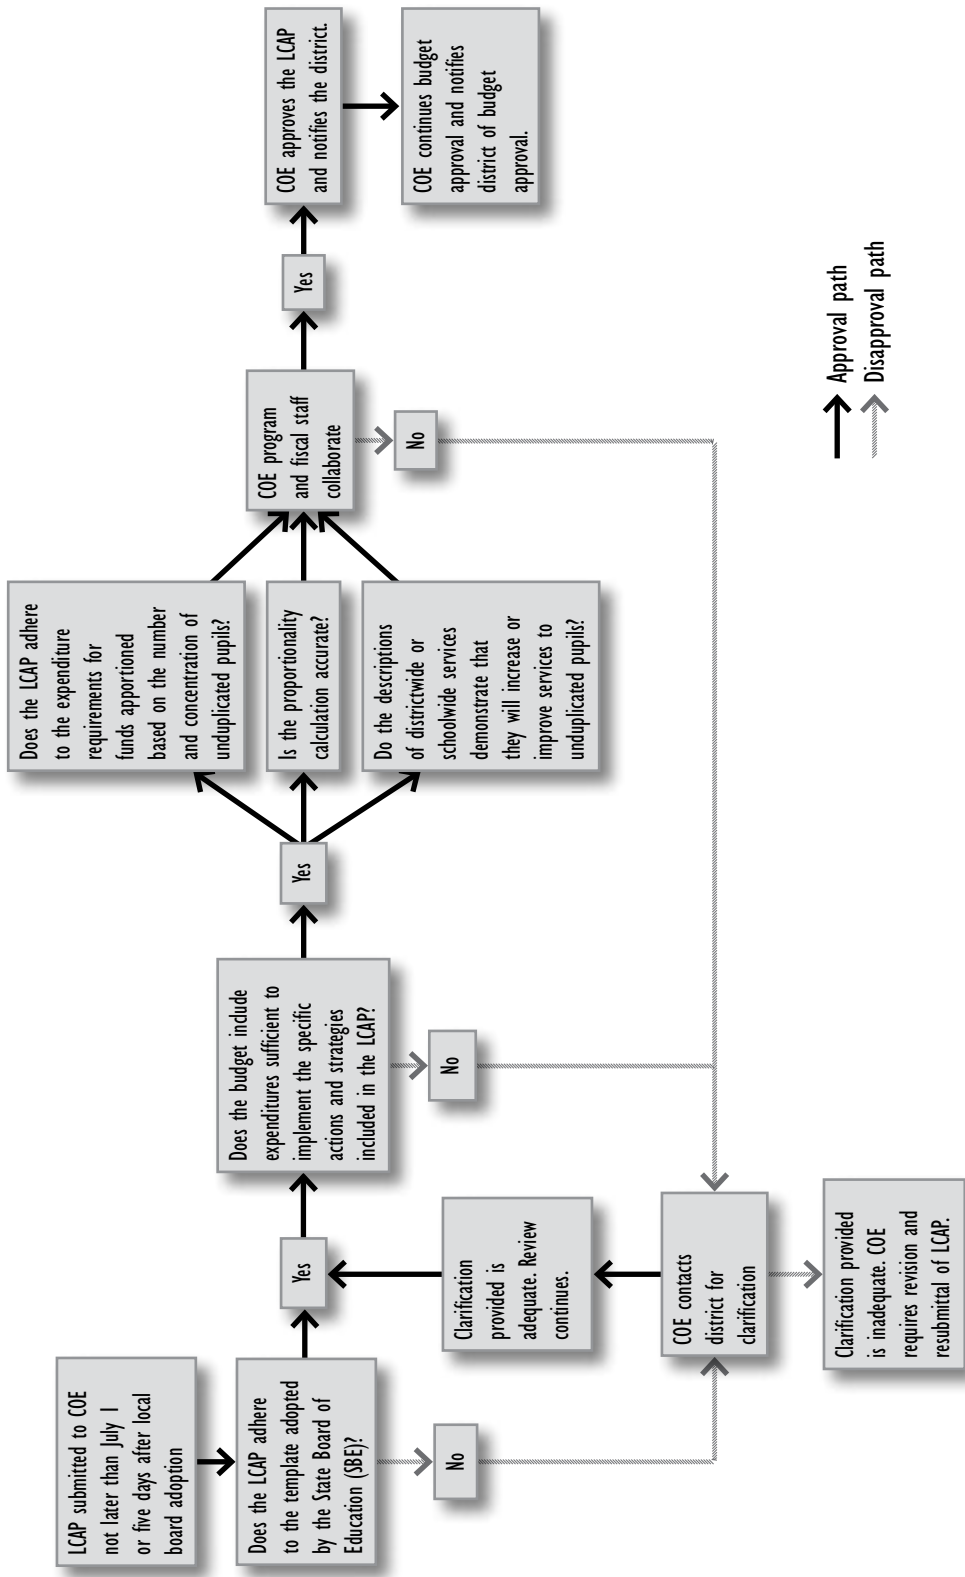 LCAP submitted to COE
not later than July 1
or five days after local
board adoption
Does the LCAP adhere
to the template adopted
by the State Board of
Education (SBE)?
No
Yes
Clarification
provided is
adequate. Review
continues.
COE contacts
district for
clarification
Clarification provided
is inadequate. COE
requires revision and
resubmittal of LCAP.
Does the budget include
expenditures sufficient to
implement the specific
actions and strategies
included in the LCAP?
No
Yes
Does the LCAP adhere
to the expenditure
requirements for
funds apportioned
based on the number
and concentration of
unduplicated pupils?
Is the proportionality
calculation accurate?
Do the descriptions
of districtwide or
schoolwide services
demonstrate that
they will increase or
improve services to
unduplicated pupils?
COE program
and fiscal staff
collaborate
No
Yes
COE approves the LCAP
and notifies the district.
COE continues budget
approval and notifies
district of budget
approval.
Approval path
Disapproval path